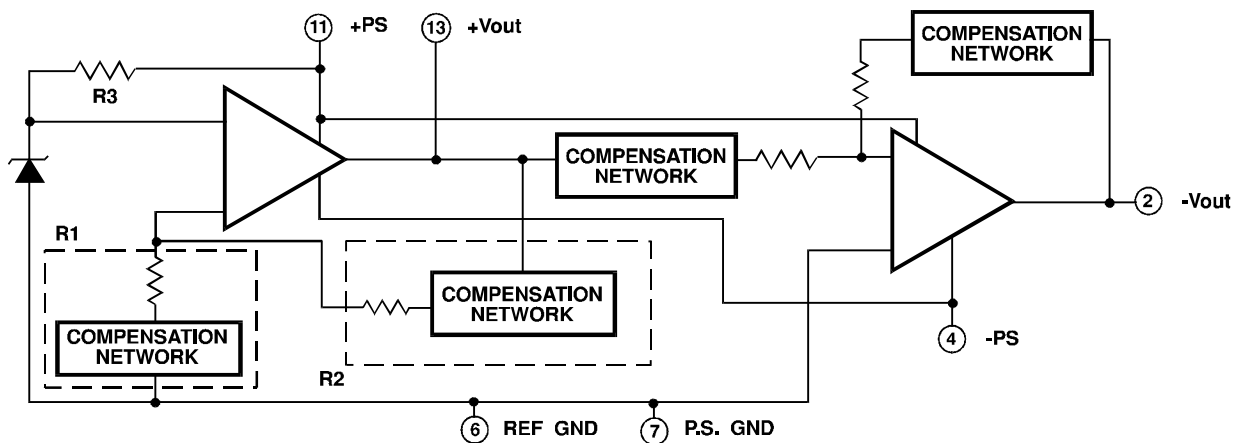 11 +PS 13 +Vout
COMPENSATION
NETWORK
R3
COMPENSATION
NETWORK
2 -Vout
R1
COMPENSATION
NETWORK
COMPENSATION
NETWORK
4 -PS
R2
6 REF GND 7 P.S. GND